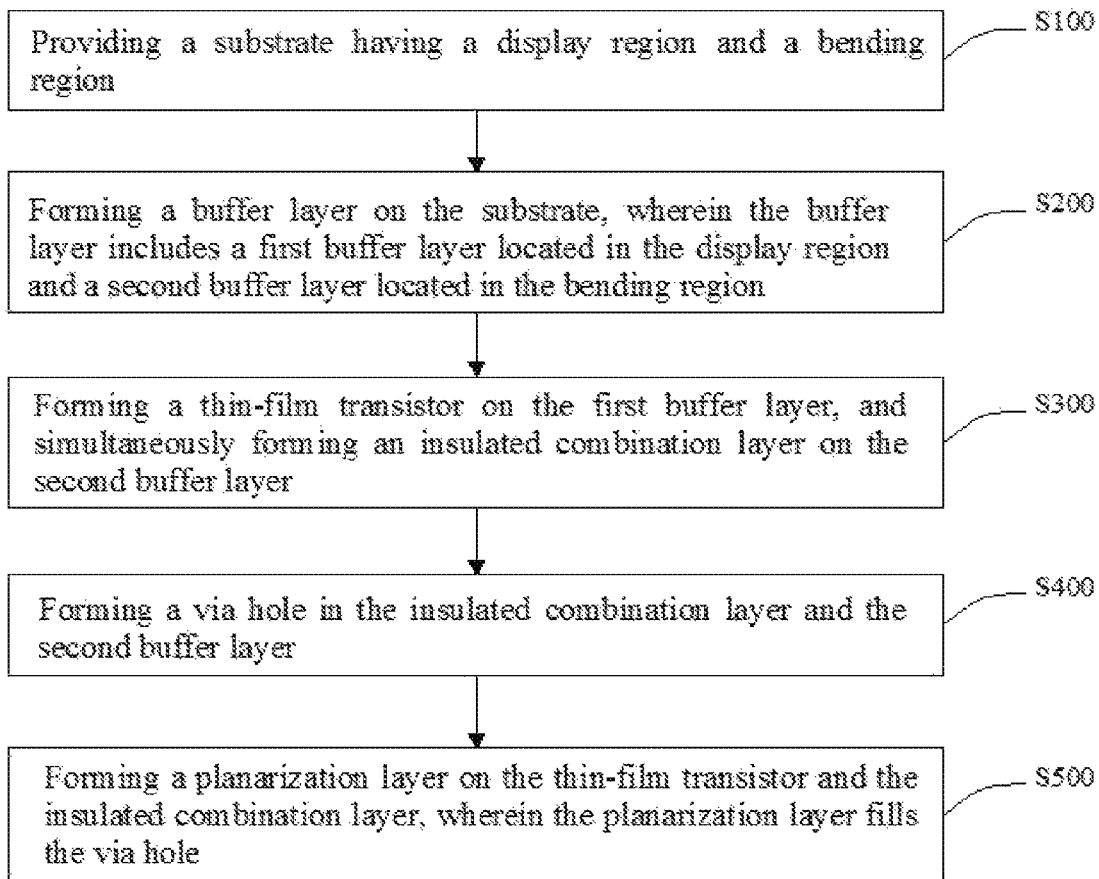 Providing a substrate having a display region and a bending
region
S100
Forming a buffer layer on the substrate, wherein the buffer
layer includes a first buffer layer located in the display region
and a second buffer layer located in the bending region
S200
Forming a thin-film transistor on the first buffer layer, and
simultaneously forming an insulated combination layer on the
second buffer layer
S300
Forming a via hole in the insulated combination layer and the
second buffer layer
S400
Forming a planarization layer on the thin-film transistor and the
insulated combination layer, wherein the planarization layer fills
the via hole
S500